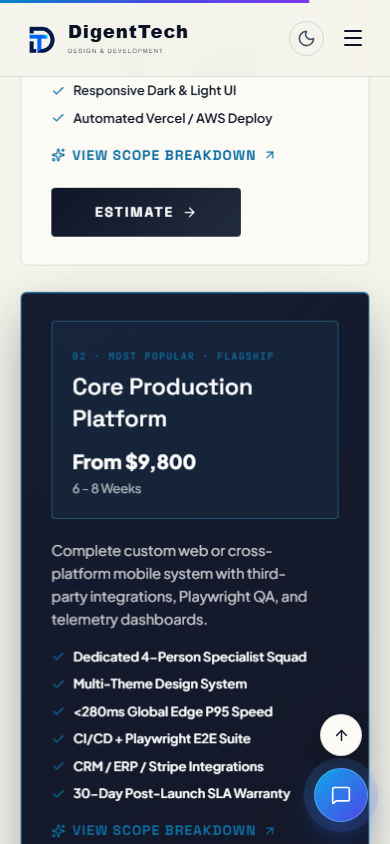 DigentTech
DESIGN & DEVELOPMENT
Responsive Dark & Light UI
Automated Vercel / AWS Deploy
VIEW SCOPE BREAKDOWN
ESTIMATE →
02 · MOST POPULAR · FLAGSHIP
Core Production
Platform
From $9,800
6 – 8 Weeks
Complete custom web or cross-
platform mobile system with third-
party integrations, Playwright QA, and
telemetry dashboards.
Dedicated 4-Person Specialist Squad
Multi-Theme Design System
<280ms Global Edge P95 Speed
CI/CD + Playwright E2E Suite
CRM / ERP / Stripe Integrations
30-Day Post-Launch SLA Warranty
VIEW SCOPE BREAKDOWN